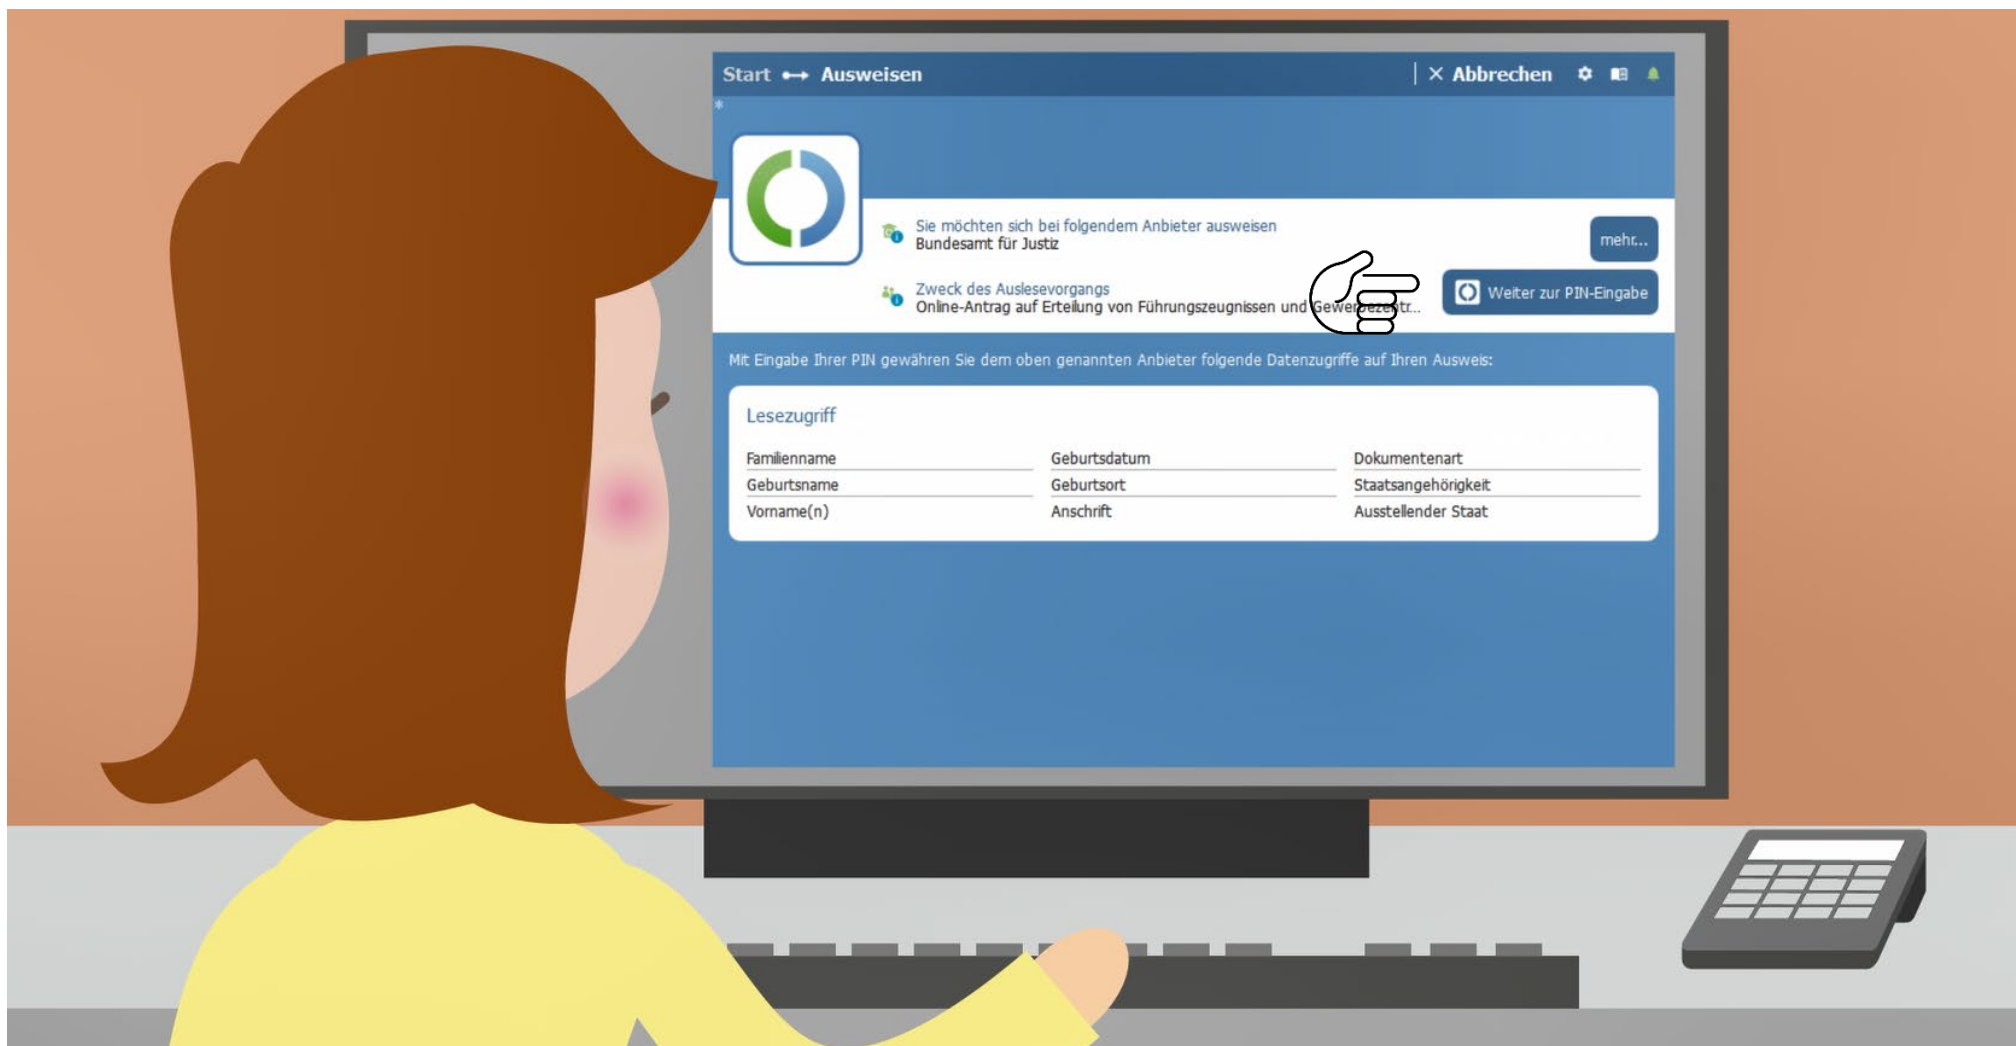 Start Ausweisen
Abbrechen
*
Sie möchten sich bei folgendem Anbieter ausweisen
Bundesamt für Justiz
mehr...
Zweck des Auslesevorgangs
Online-Antrag auf Erteilung von Führungszeugnissen und Gewerbezentr...
Weiter zur PIN-Eingabe
Mit Eingabe Ihrer PIN gewähren Sie dem oben genannten Anbieter folgende Datenzugriffe auf Ihren Ausweis:
Lesezugriff
Familienname Geburtsdatum Dokumentenart
Geburtsname Geburtsort Staatsangehörigkeit
Vorname(n) Anschrift Ausstellender Staat